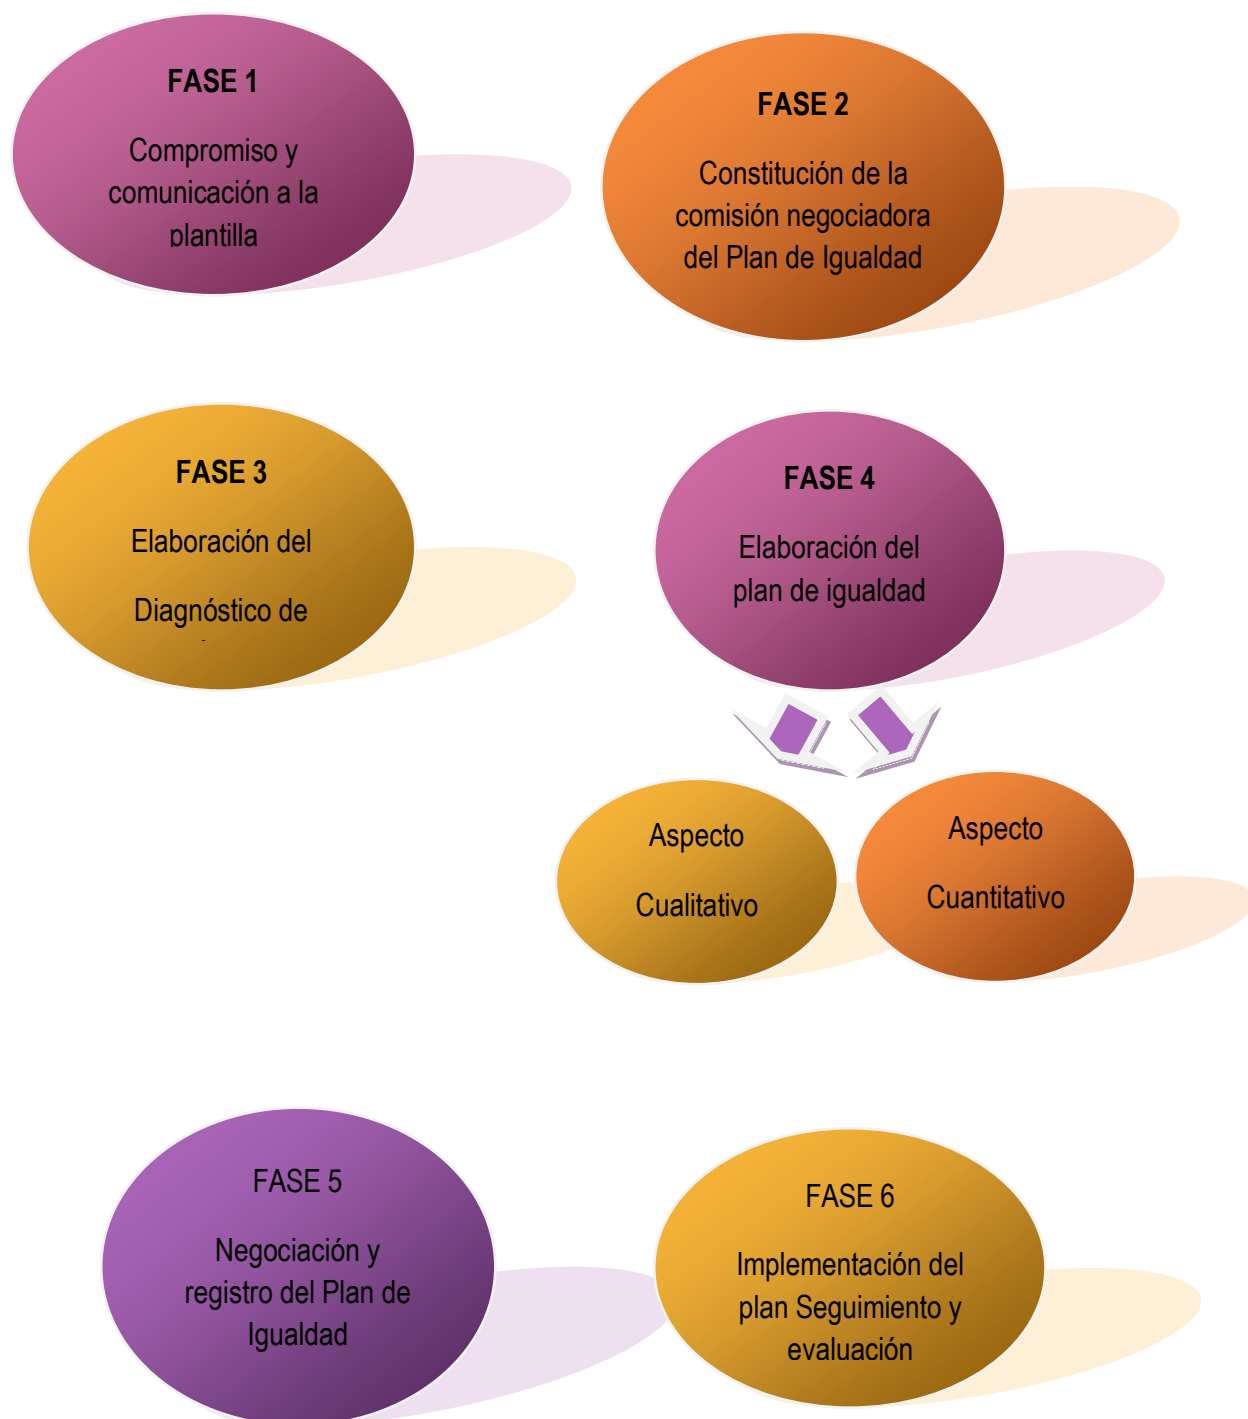 FASE 1
Compromiso y
comunicación a la
plantilla
FASE 2
Constitución de la
comisión negociadora
del Plan de Igualdad
FASE 3
Elaboración del
Diagnóstico de
FASE 4
Elaboración del
plan de igualdad
Aspecto
Cualitativo
Aspecto
Cuantitativo
FASE 5
Negociación y
registro del Plan de
Igualdad
FASE 6
Implementación del
plan Seguimiento y
evaluación